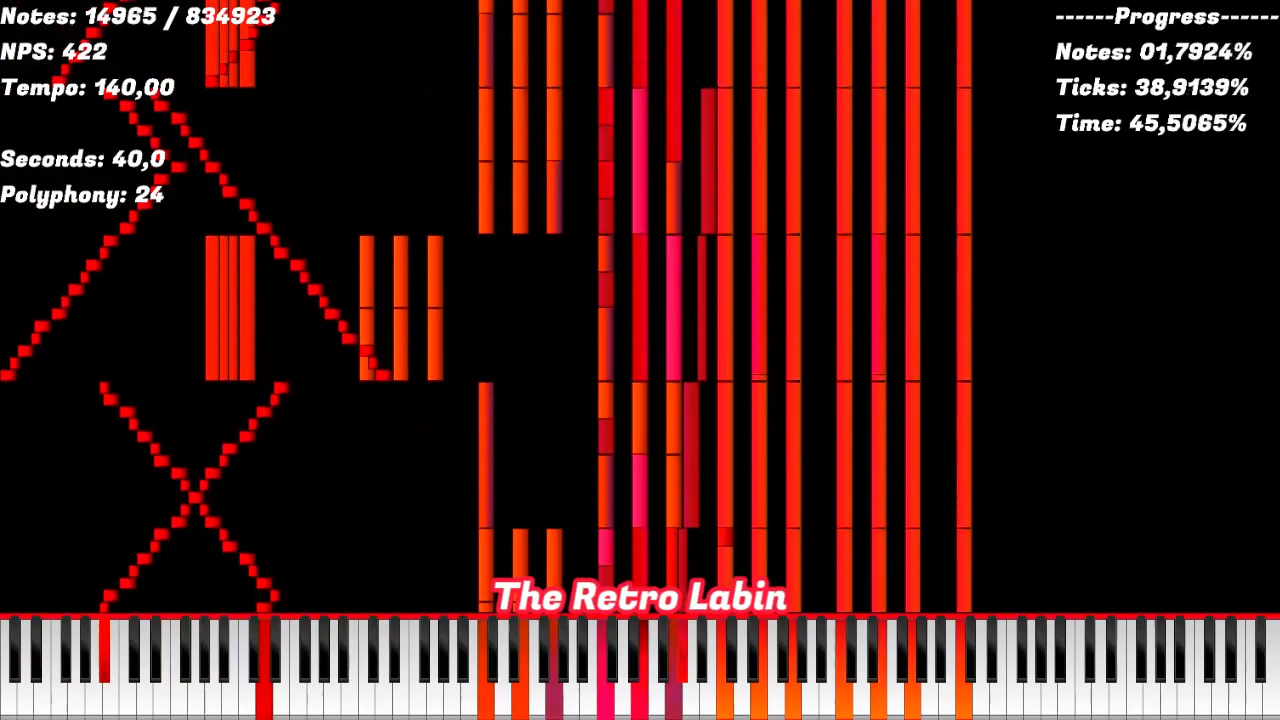 Notes: 14965 / 834923
NPS: 422
Tempo: 140,00
Seconds: 40,0
Polyphony: 24
------Progress------
Notes: 01,7924%
Ticks: 38,9139%
Time: 45,5065%
The Retro Labin